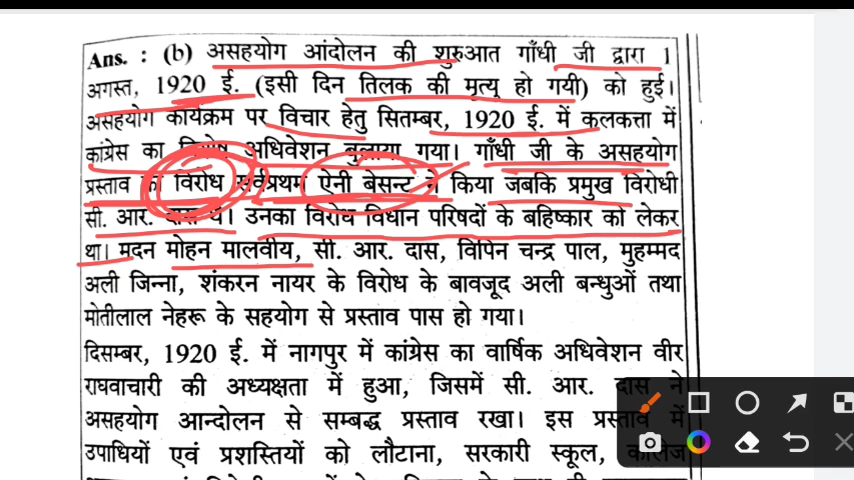 Ans. : (b) असहयोग आंदोलन की शुरुआत गाँधी जी द्वारा 1
अगस्त, 1920 ई. (इसी दिन तिलक की मृत्यु हो गयी) को हुई।
असहयोग कार्यक्रम पर विचार हेतु सितम्बर, 1920 ई. में कलकत्ता में
कांग्रेस का विशेष अधिवेशन बुलाया गया। गाँधी जी के असहयोग
प्रस्ताव का विरोध सर्वप्रथम ऐनी बेसन्ट ने किया जबकि प्रमुख विरोधी
सी. आर. दास थे। उनका विरोध विधान परिषदों के बहिष्कार को लेकर
था। मदन मोहन मालवीय, सी. आर. दास, विपिन चन्द्र पाल, मुहम्मद
अली जिन्ना, शंकरन नायर के विरोध के बावजूद अली बन्धुओं तथा
मोतीलाल नेहरू के सहयोग से प्रस्ताव पास हो गया।
दिसम्बर, 1920 ई. में नागपुर में कांग्रेस का वार्षिक अधिवेशन वीर
राघवाचारी की अध्यक्षता में हुआ, जिसमें सी. आर. दास ने
असहयोग आन्दोलन से सम्बद्ध प्रस्ताव रखा। इस प्रस्ताव में
उपाधियों एवं प्रशस्तियों को लौटाना, सरकारी स्कूल, कॉलेज